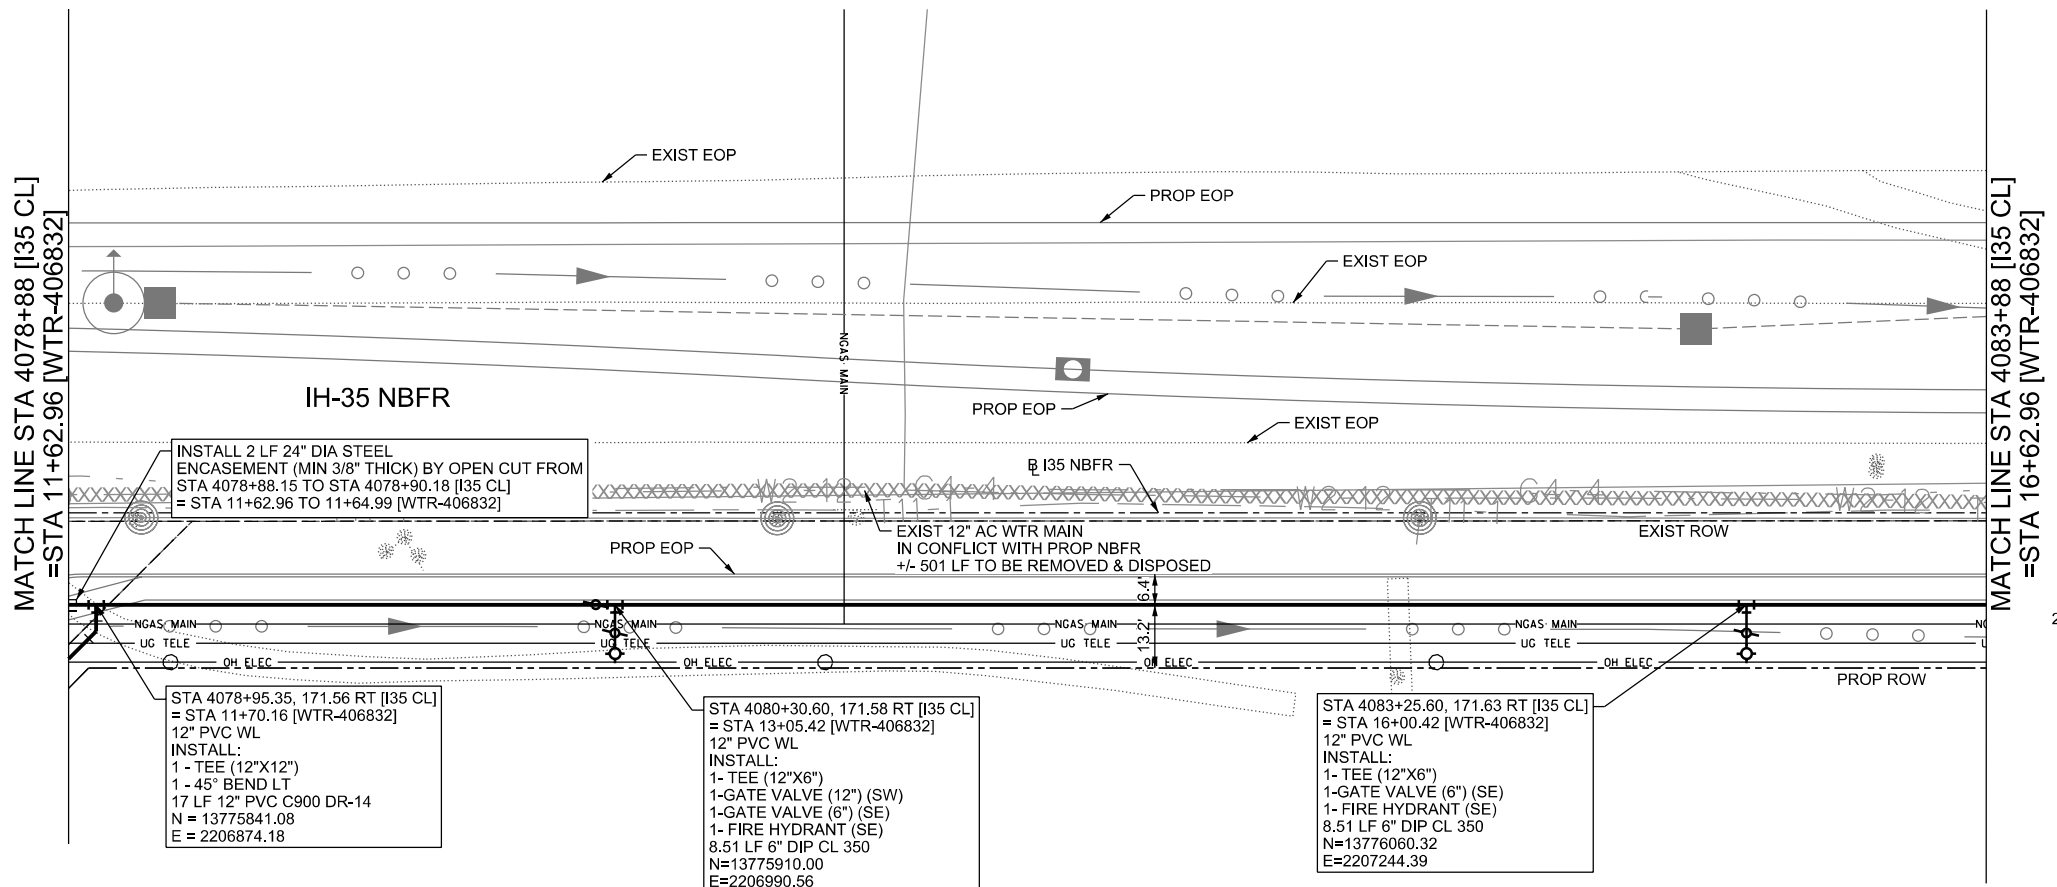 MATCH LINE STA 4078+88 [I35 CL]
=STA 11+62.96 [WTR-406832]
EXIST EOP
PROP EOP
EXIST EOP
NGAS MAIN
IH-35 NBFR
PROP EOP
EXIST EOP
INSTALL 2 LF 24" DIA STEEL
ENCASEMENT (MIN 3/8" THICK) BY OPEN CUT FROM
STA 4078+88.15 TO STA 4078+90.18 [I35 CL]
= STA 11+62.96 TO 11+64.99 [WTR-406832]
BL I35 NBFR
EXIST 12" AC WTR MAIN
IN CONFLICT WITH PROP NBFR
+/- 501 LF TO BE REMOVED & DISPOSED
EXIST ROW
PROP EOP
6.4'
13.2'
NGAS MAIN
NGAS MAIN
NGAS MAIN
NGAS MAIN
UG TELE
UG TELE
UG TELE
UG TELE
OH ELEC
OH ELEC
OH ELEC
OH ELEC
PROP ROW
STA 4078+95.35, 171.56 RT [I35 CL]
= STA 11+70.16 [WTR-406832]
12" PVC WL
INSTALL:
1 - TEE (12"X12")
1 - 45° BEND LT
17 LF 12" PVC C900 DR-14
N = 13775841.08
E = 2206874.18
STA 4080+30.60, 171.58 RT [I35 CL]
= STA 13+05.42 [WTR-406832]
12" PVC WL
INSTALL:
1- TEE (12"X6")
1-GATE VALVE (12") (SW)
1-GATE VALVE (6") (SE)
1- FIRE HYDRANT (SE)
8.51 LF 6" DIP CL 350
N=13775910.00
E=2206990.56
STA 4083+25.60, 171.63 RT [I35 CL]
= STA 16+00.42 [WTR-406832]
12" PVC WL
INSTALL:
1- TEE (12"X6")
1-GATE VALVE (6") (SE)
1- FIRE HYDRANT (SE)
8.51 LF 6" DIP CL 350
N=13776060.32
E=2207244.39
MATCH LINE STA 4083+88 [I35 CL]
=STA 16+62.96 [WTR-406832]
2